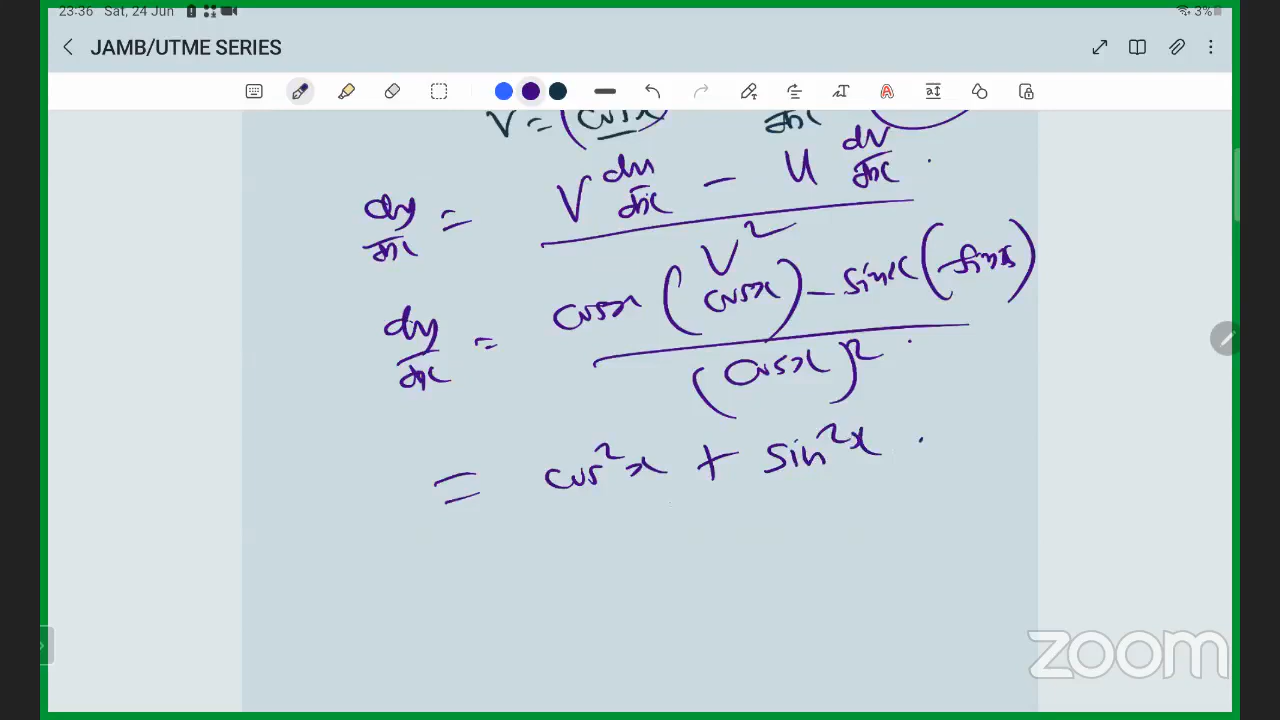 23:36 Sat, 24 Jun 3%
JAMB/UTME SERIES
V = (cosx)
dy/dx = V du/dx - U dv/dx
V²
dy/dx = cosx (cosx) - sinx (-sinx)
(cosx)²
= cos²x + sin²x
zoom